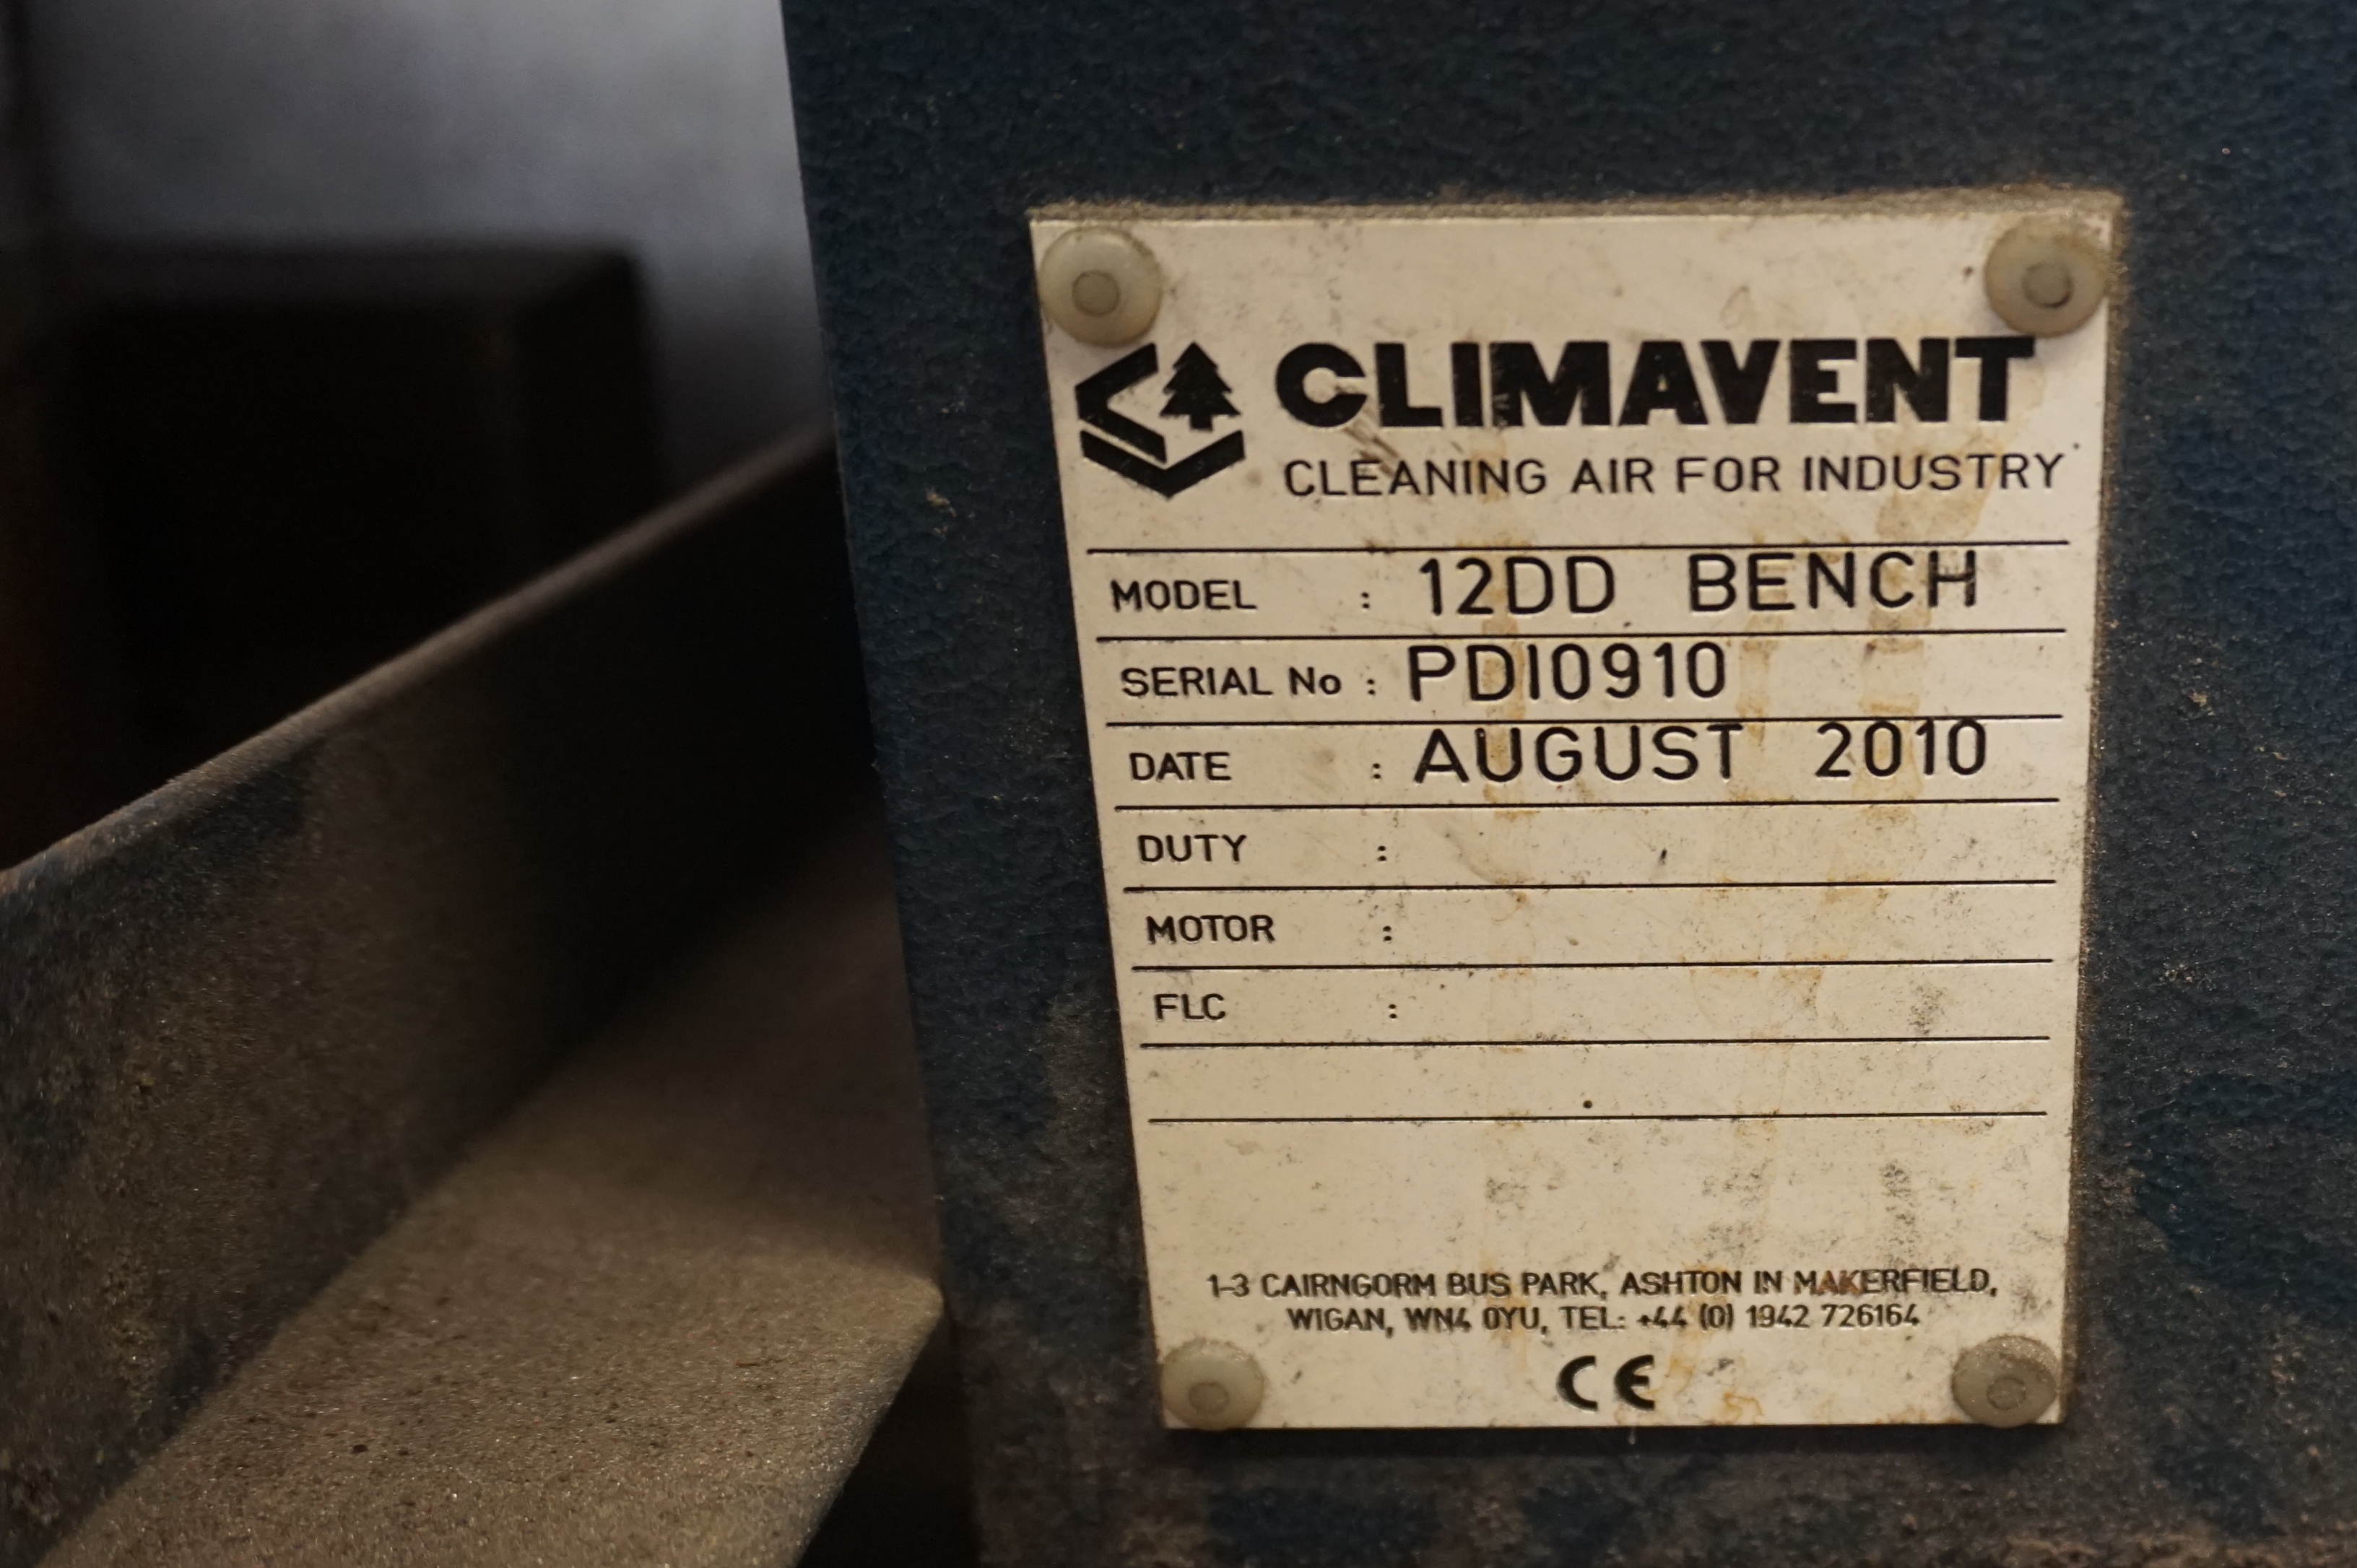 CLIMAVENT
CLEANING AIR FOR INDUSTRY
MODEL : 12DD BENCH
SERIAL No : PDI0910
DATE : AUGUST 2010
DUTY :
MOTOR :
FLC :
1-3 CAIRNGORM BUS PARK, ASHTON IN MAKERFIELD,
WIGAN, WN4 0YU, TEL: +44 (0) 1942 726164
CE